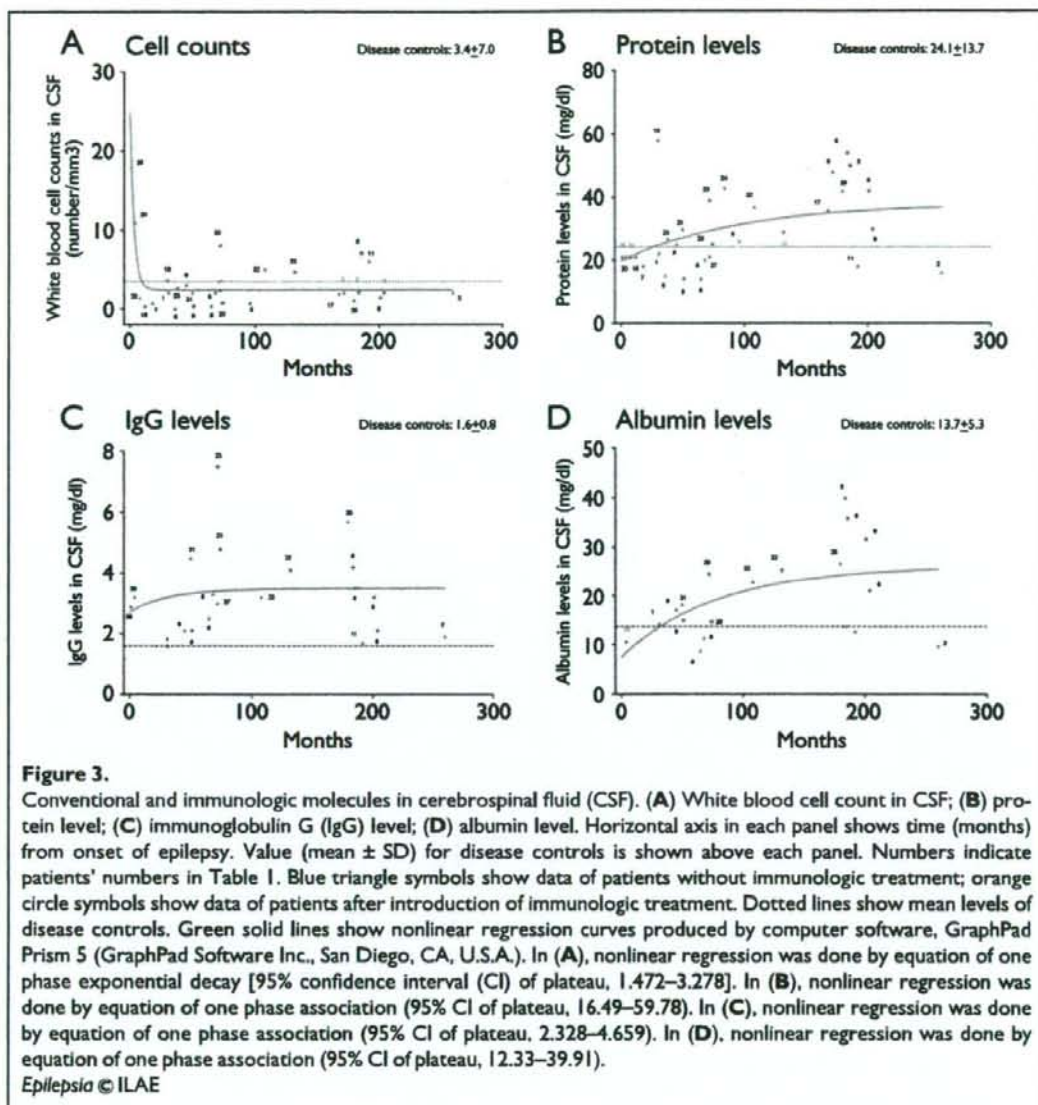 A Cell counts
Disease controls: 3.4±7.0
White blood cell counts in CSF
(number/mm3)
30
20
10
0
0 100 200 300
Months
B Protein levels
Disease controls: 24.1±13.7
Protein levels in CSF (mg/dl)
80
60
40
20
0
0 100 200 300
Months
C IgG levels
Disease controls: 1.6±0.8
IgG levels in CSF (mg/dl)
8
6
4
2
0
0 100 200 300
Months
D Albumin levels
Disease controls: 13.7±5.3
Albumin levels in CSF (mg/dl)
50
40
30
20
10
0
0 100 200 300
Months
Figure 3.
Conventional and immunologic molecules in cerebrospinal fluid (CSF). (A) White blood cell count in CSF; (B) pro-
tein level; (C) immunoglobulin G (IgG) level; (D) albumin level. Horizontal axis in each panel shows time (months)
from onset of epilepsy. Value (mean ± SD) for disease controls is shown above each panel. Numbers indicate
patients' numbers in Table 1. Blue triangle symbols show data of patients without immunologic treatment; orange
circle symbols show data of patients after introduction of immunologic treatment. Dotted lines show mean levels of
disease controls. Green solid lines show nonlinear regression curves produced by computer software, GraphPad
Prism 5 (GraphPad Software Inc., San Diego, CA, U.S.A.). In (A), nonlinear regression was done by equation of one
phase exponential decay [95% confidence interval (CI) of plateau, 1.472–3.278]. In (B), nonlinear regression was
done by equation of one phase association (95% CI of plateau, 16.49–59.78). In (C), nonlinear regression was done
by equation of one phase association (95% CI of plateau, 2.328–4.659). In (D), nonlinear regression was done by
equation of one phase association (95% CI of plateau, 12.33–39.91).
Epilepsia © ILAE